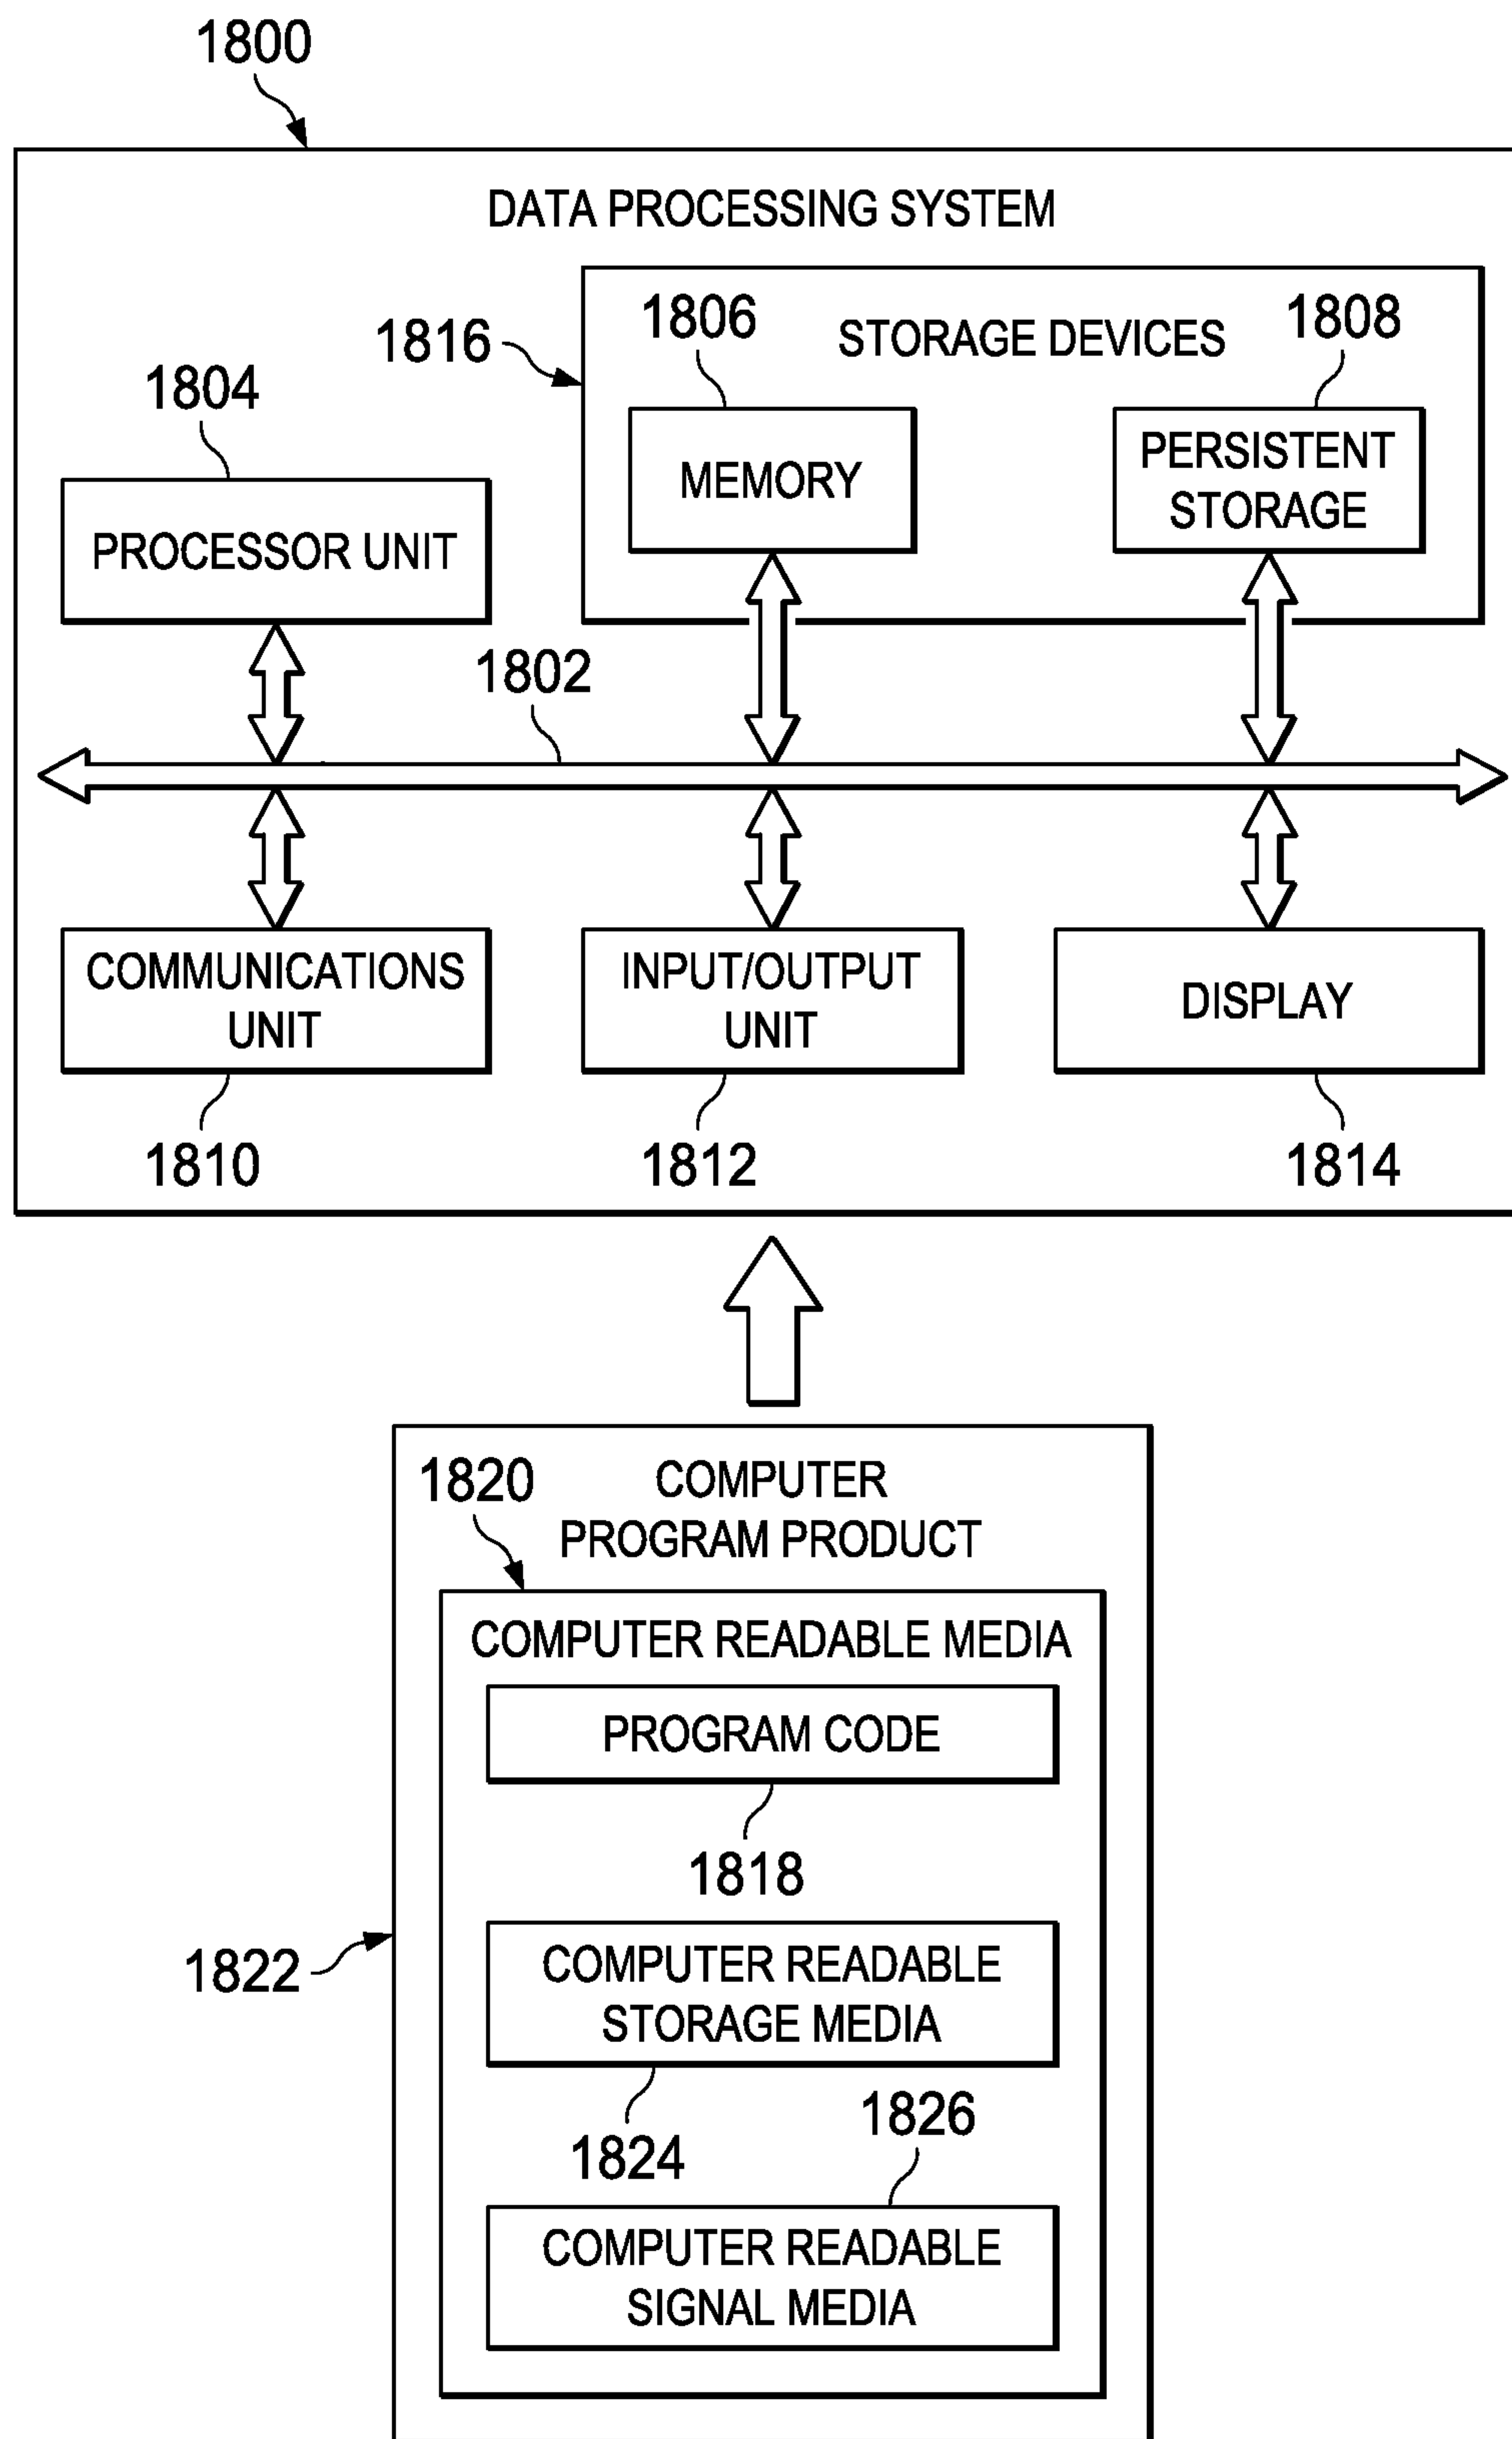 1800
DATA PROCESSING SYSTEM
1816
1806
STORAGE DEVICES
1808
1804
MEMORY
PERSISTENT
STORAGE
PROCESSOR UNIT
1802
COMMUNICATIONS
UNIT
INPUT/OUTPUT
UNIT
DISPLAY
1810
1812
1814
1820
COMPUTER
PROGRAM PRODUCT
COMPUTER READABLE MEDIA
PROGRAM CODE
1818
1822
COMPUTER READABLE
STORAGE MEDIA
1824
1826
COMPUTER READABLE
SIGNAL MEDIA